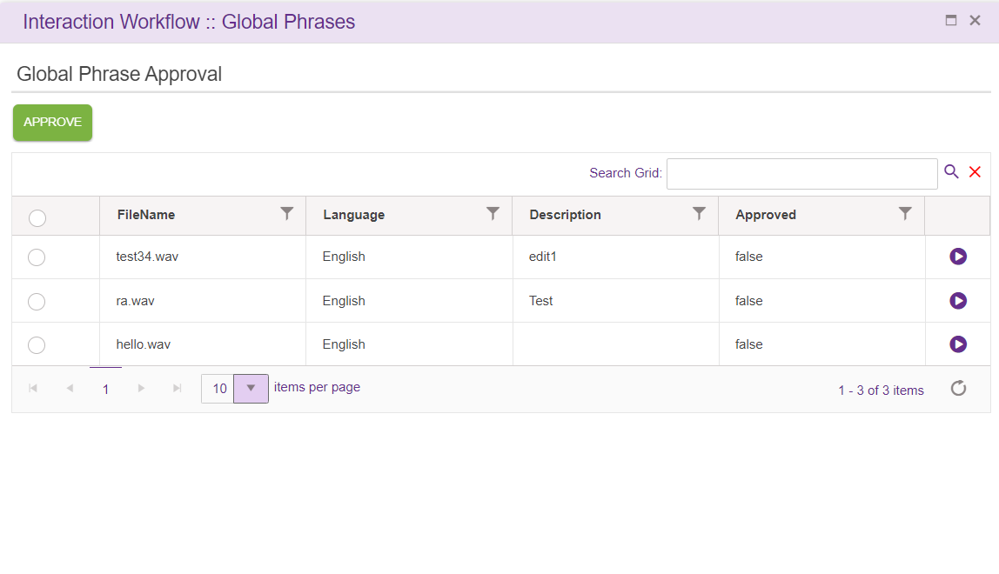 Interaction Workflow :: Global Phrases
Global Phrase Approval
APPROVE
Search Grid:
FileName Language Description Approved
test34.wav English edit1 false
ra.wav English Test false
hello.wav English false
1 10 items per page 1 - 3 of 3 items